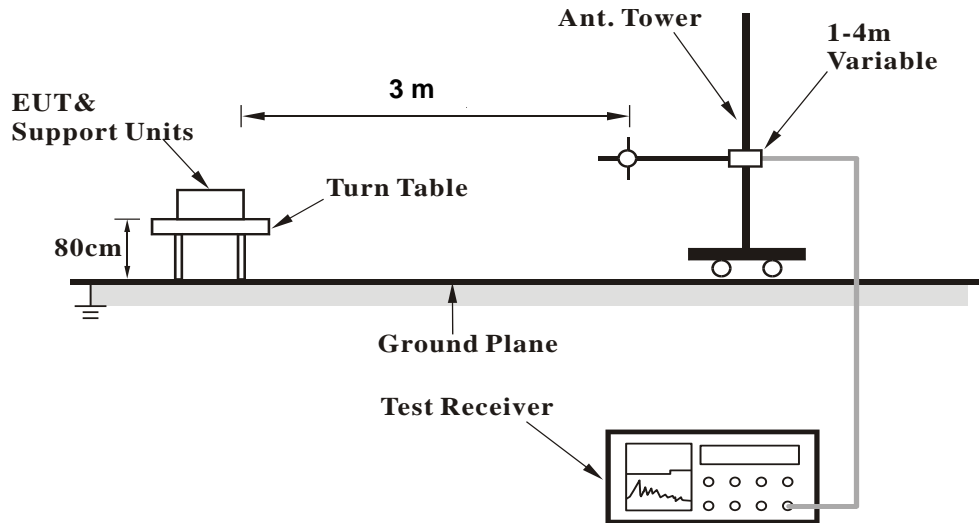 Ant. Tower
1-4m
Variable
3 m
EUT&
Support Units
Turn Table
80cm
Ground Plane
Test Receiver